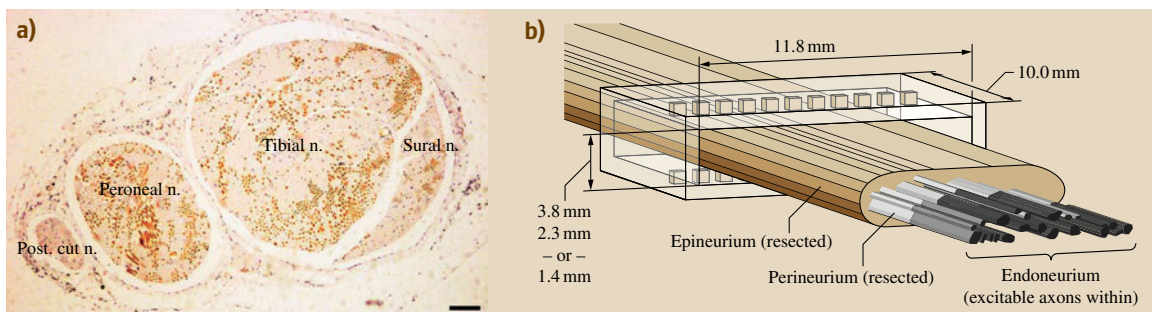 a)
Tibial n.
Sural n.
Peroneal n.
Post. cut n.
b)
11.8 mm
10.0 mm
3.8 mm
2.3 mm
– or –
1.4 mm
Epineurium (resected)
Perineurium (resected)
Endoneurium
(excitable axons within)